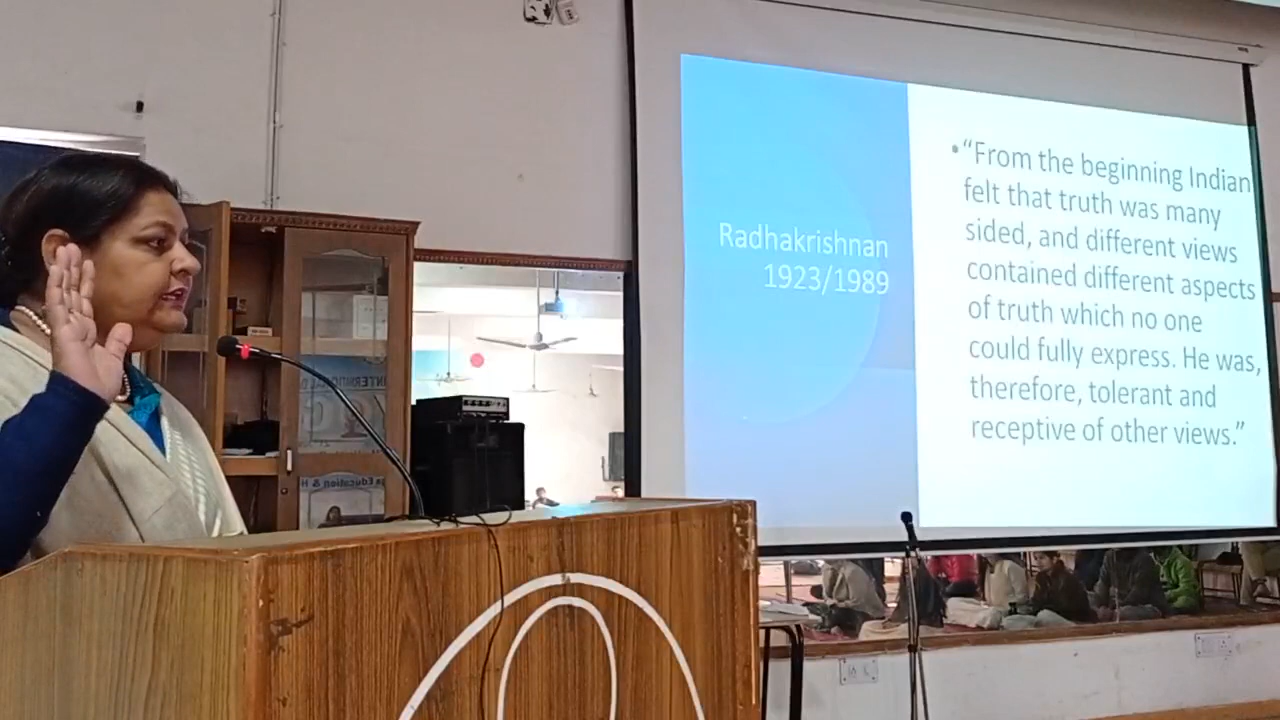 Radhakrishnan
1923/1989
•“From the beginning Indian
felt that truth was many
sided, and different views
contained different aspects
of truth which no one
could fully express. He was,
therefore, tolerant and
receptive of other views.”